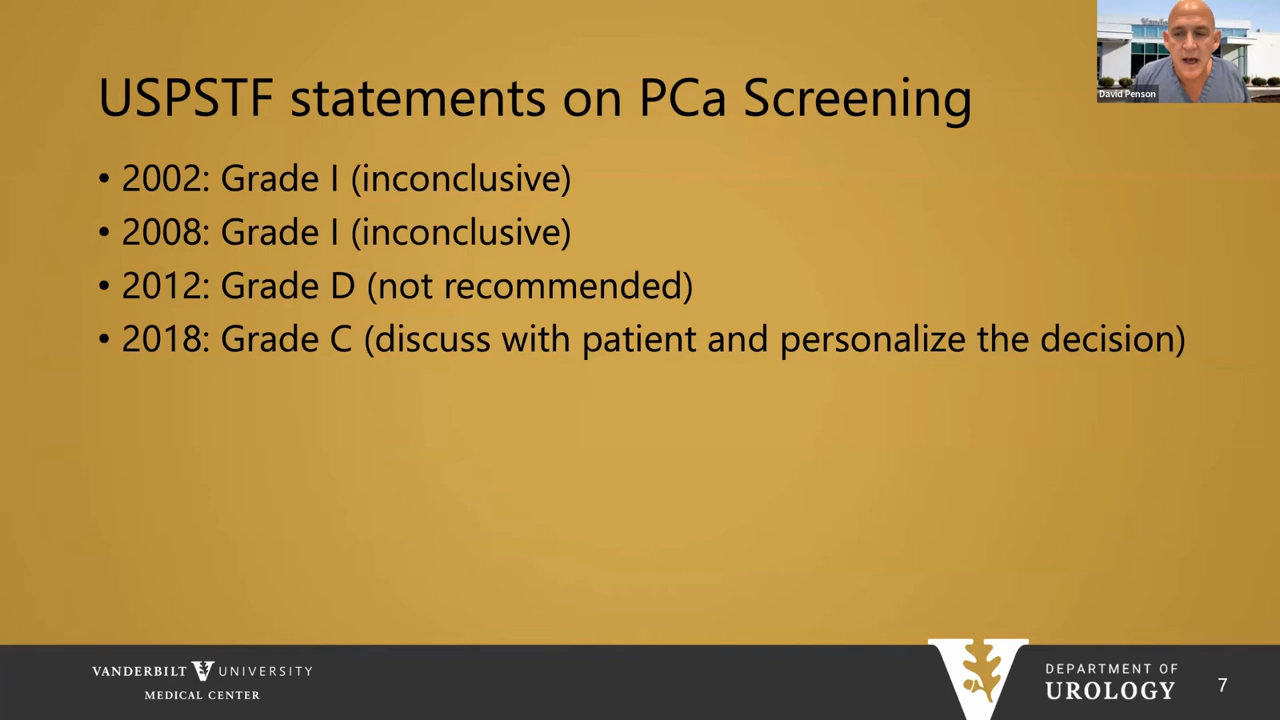 USPSTF statements on PCa Screening
• 2002: Grade I (inconclusive)
• 2008: Grade I (inconclusive)
• 2012: Grade D (not recommended)
• 2018: Grade C (discuss with patient and personalize the decision)
David Penson
VANDERBILT UNIVERSITY
MEDICAL CENTER
DEPARTMENT OF
UROLOGY
7